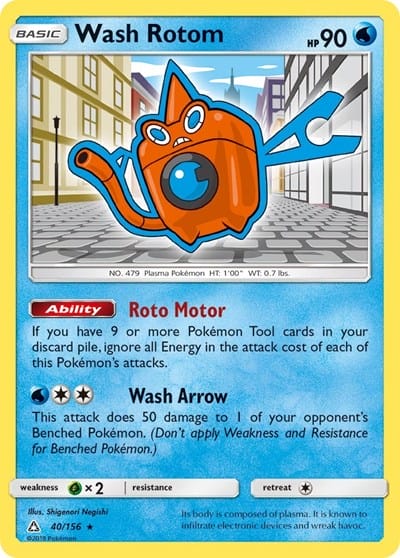 BASIC Wash Rotom HP 90
NO. 479 Plasma Pokémon HT: 1'00" WT: 0.7 lbs.
Ability Roto Motor
If you have 9 or more Pokémon Tool cards in your
discard pile, ignore all Energy in the attack cost of each of
this Pokémon's attacks.
Wash Arrow
This attack does 50 damage to 1 of your opponent's
Benched Pokémon. (Don't apply Weakness and Resistance
for Benched Pokémon.)
weakness ×2 resistance retreat
Illus. Shigenori Negishi
Its body is composed of plasma. It is known to
infiltrate electronic devices and wreak havoc.
40/156 ★
©2018 Pokémon